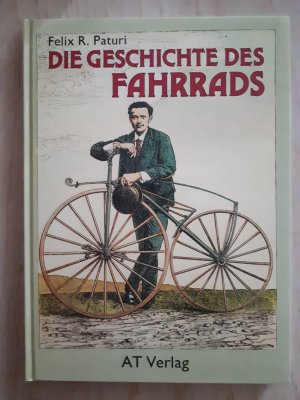 Felix R. Paturi
DIE GESCHICHTE DES
FAHRRADS
AT Verlag